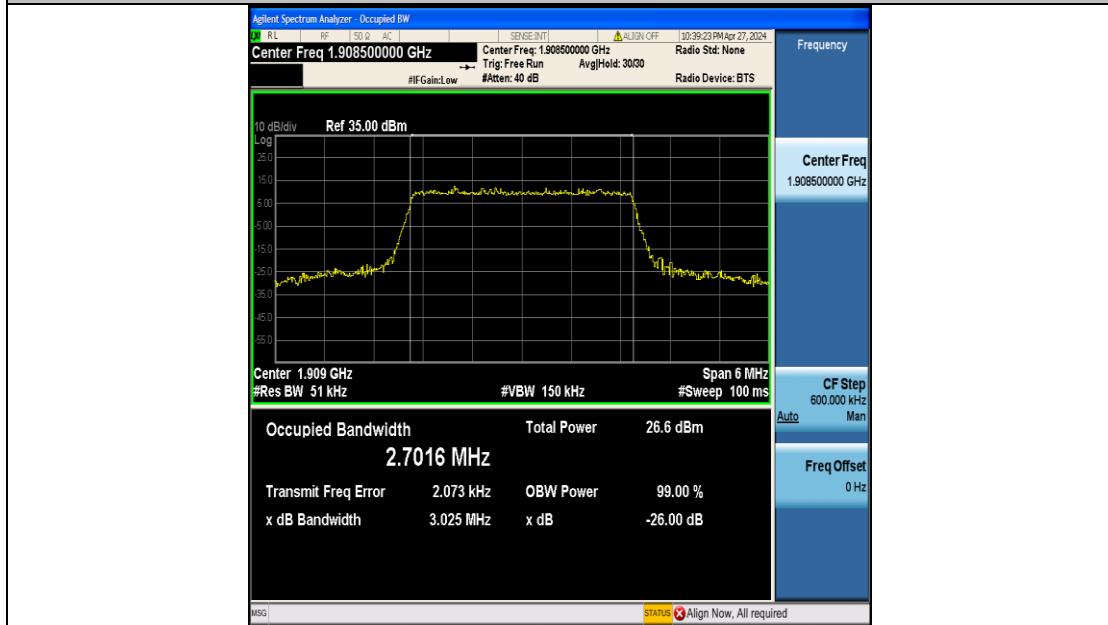 Agilent Spectrum Analyzer - Occupied BW
RL RF 50 Ω AC SENSE:INT ALIGN OFF 10:39:23 PM Apr 27, 2024
Center Freq 1.908500000 GHz Center Freq: 1.908500000 GHz Radio Std: None
Trig: Free Run Avg|Hold: 30/30
#IFGain:Low #Atten: 40 dB Radio Device: BTS
Frequency
10 dB/div Ref 35.00 dBm
Log
25.0
15.0
5.00
-5.00
-15.0
-25.0
-35.0
-45.0
-55.0
Center 1.909 GHz Span 6 MHz
#Res BW 51 kHz #VBW 150 kHz #Sweep 100 ms
Occupied Bandwidth Total Power 26.6 dBm
2.7016 MHz
Transmit Freq Error 2.073 kHz OBW Power 99.00 %
x dB Bandwidth 3.025 MHz x dB -26.00 dB
Center Freq
1.908500000 GHz
CF Step
600.000 kHz
Auto Man
Freq Offset
0 Hz
MSG STATUS Align Now, All required